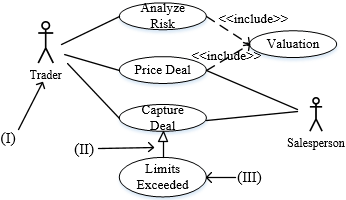 Analyze
Risk
<<include>>
Valuation
<<include>>
Trader
Price Deal
(I)
Capture
Deal
Salesperson
(II)
Limits
Exceeded
(III)